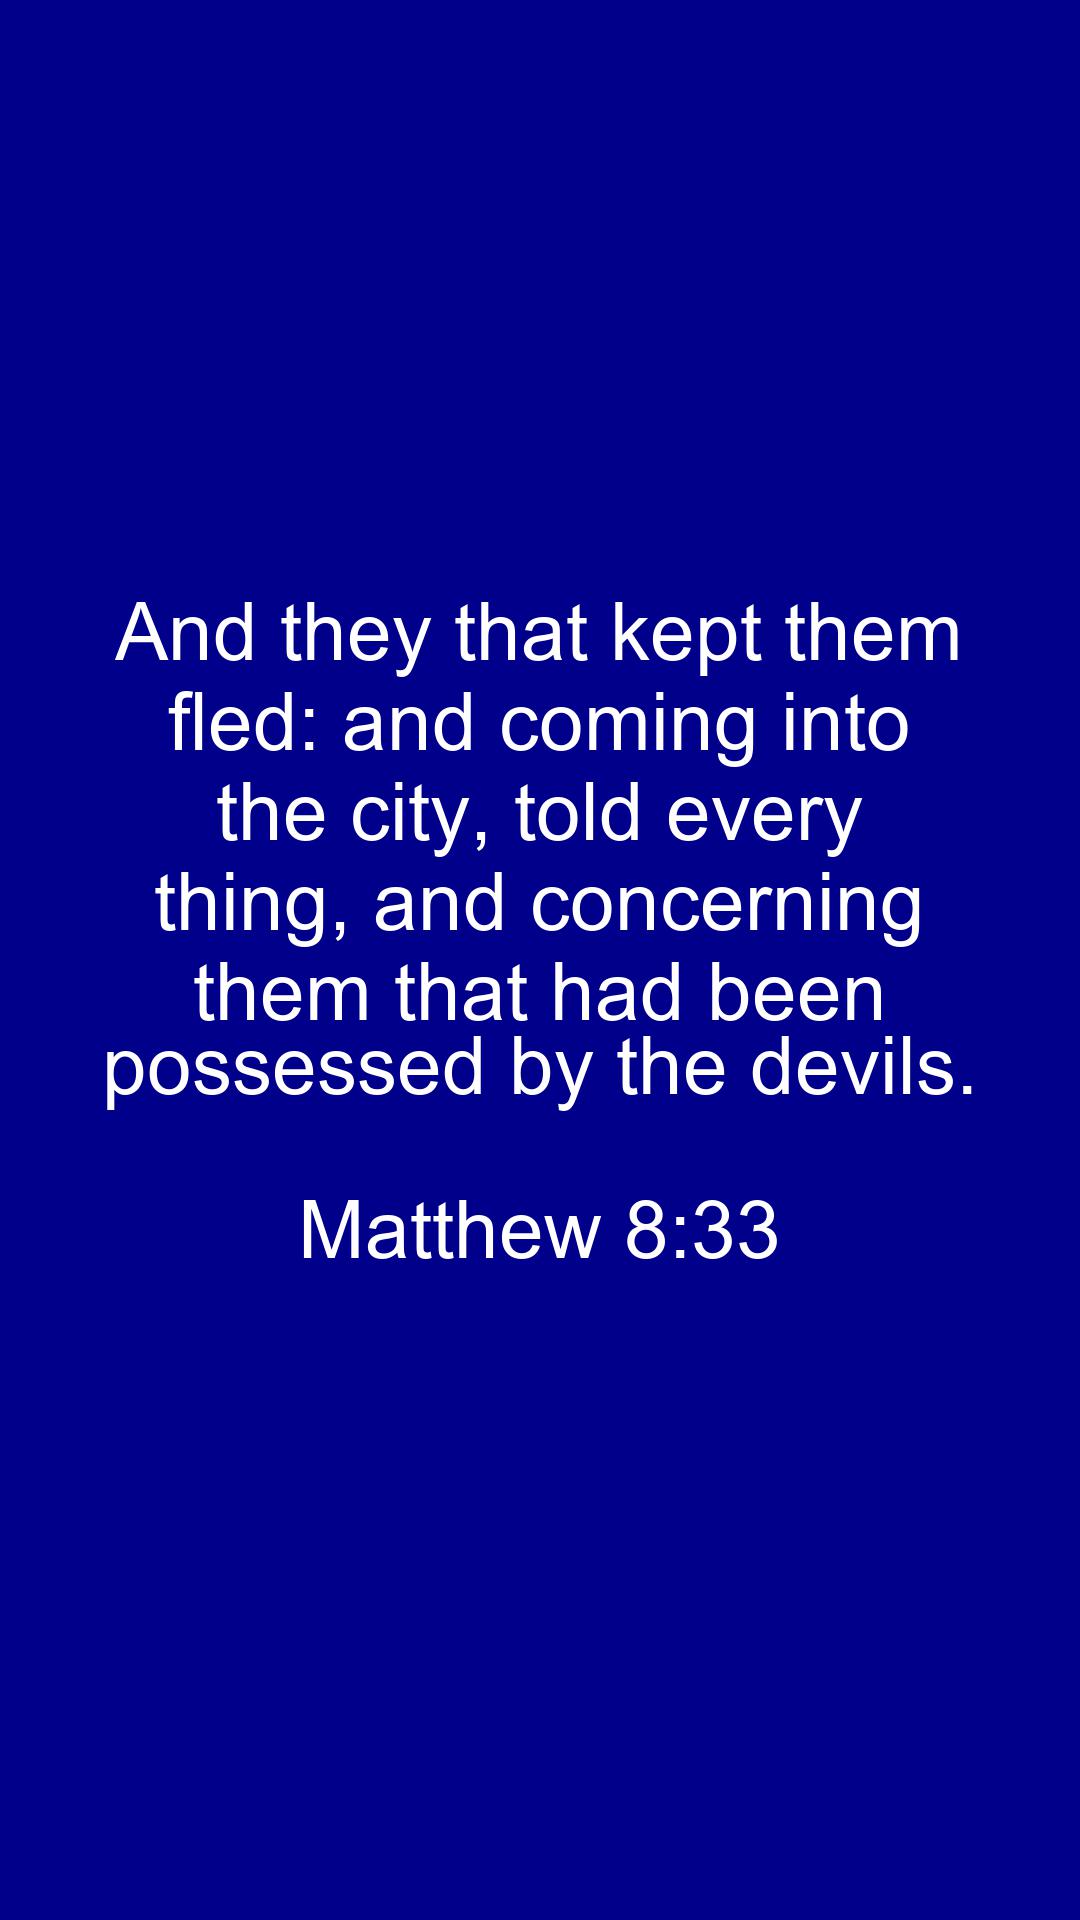 And they that kept them
fled: and coming into
the city, told every
thing, and concerning
them that had been
possessed by the devils.
Matthew 8:33